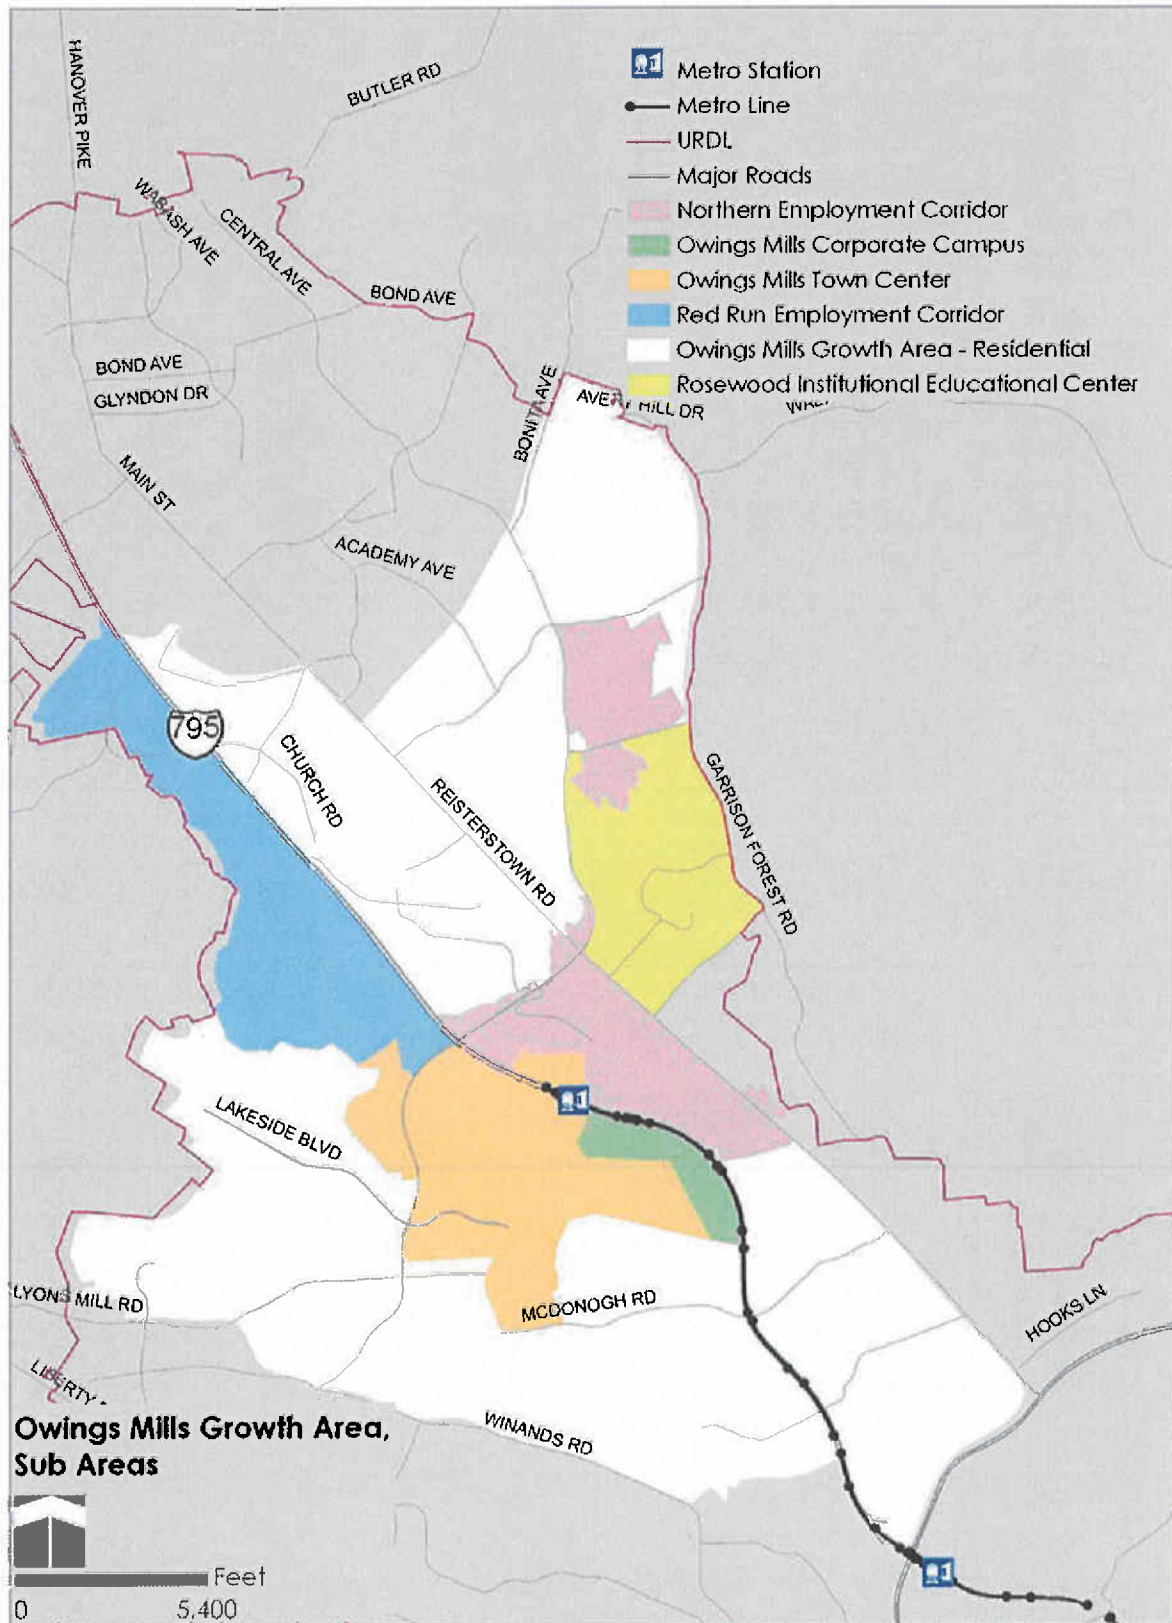 HANOVER PIKE
BUTLER RD
Metro Station
Metro Line
URDL
Major Roads
Northern Employment Corridor
Owings Mills Corporate Campus
Owings Mills Town Center
Red Run Employment Corridor
Owings Mills Growth Area - Residential
Rosewood Institutional Educational Center
WABASH AVE
CENTRAL AVE
BOND AVE
BOND AVE
GLYNDON DR
BONITA AVE
HILL DR
MAIN ST
ACADEMY AVE
795
CHURCH RD
REISTERSTOWN RD
GARRISON FOREST RD
LAKESIDE BLVD
LYONS MILL RD
MCDONOGH RD
HOOKS LN
LIBERTY
WINANDS RD
Owings Mills Growth Area,
Sub Areas
Feet
0 5,400